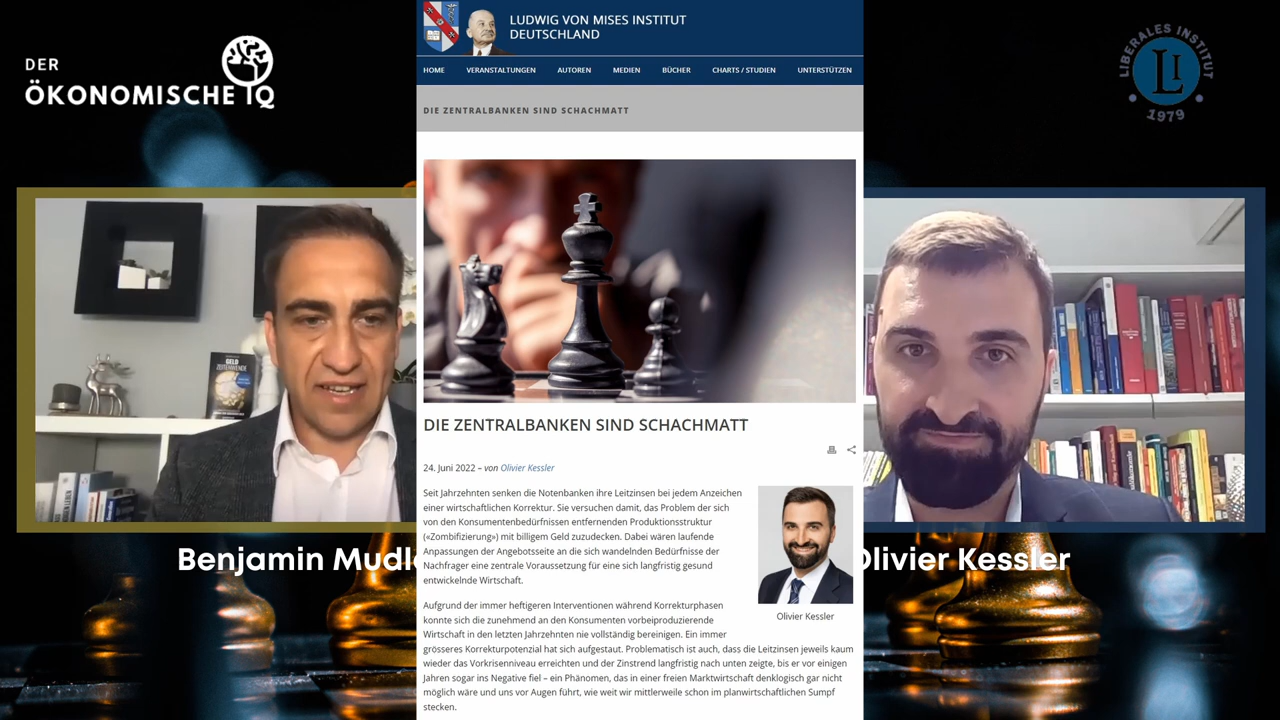 DER
ÖKONOMISCHE IQ
LUDWIG VON MISES INSTITUT
DEUTSCHLAND
HOME VERANSTALTUNGEN AUTOREN MEDIEN BÜCHER CHARTS / STUDIEN UNTERSTÜTZEN
DIE ZENTRALBANKEN SIND SCHACHMATT
LIBERALES INSTITUT
LI
1979
GELD
ZEITENWENDE
DIE ZENTRALBANKEN SIND SCHACHMATT
24. Juni 2022 – von Olivier Kessler
Seit Jahrzehnten senken die Notenbanken ihre Leitzinsen bei jedem Anzeichen
einer wirtschaftlichen Korrektur. Sie versuchen damit, das Problem der sich
von den Konsumentenbedürfnissen entfernenden Produktionsstruktur
(«Zombifizierung») mit billigem Geld zuzudecken. Dabei wären laufende
Anpassungen der Angebotsseite an die sich wandelnden Bedürfnisse der
Nachfrager eine zentrale Voraussetzung für eine sich langfristig gesund
entwickelnde Wirtschaft.
Olivier Kessler
Aufgrund der immer heftigeren Interventionen während Korrekturphasen
konnte sich die zunehmend an den Konsumenten vorbeiproduzierende
Wirtschaft in den letzten Jahrzehnten nie vollständig bereinigen. Ein immer
grösseres Korrekturpotenzial hat sich aufgestaut. Problematisch ist auch, dass die Leitzinsen jeweils kaum
wieder das Vorkrisenniveau erreichten und der Zinstrend langfristig nach unten zeigte, bis er vor einigen
Jahren sogar ins Negative fiel – ein Phänomen, das in einer freien Marktwirtschaft denklogisch gar nicht
möglich wäre und uns vor Augen führt, wie weit wir mittlerweile schon im planwirtschaftlichen Sumpf
stecken.
Benjamin Mudl
Olivier Kessler